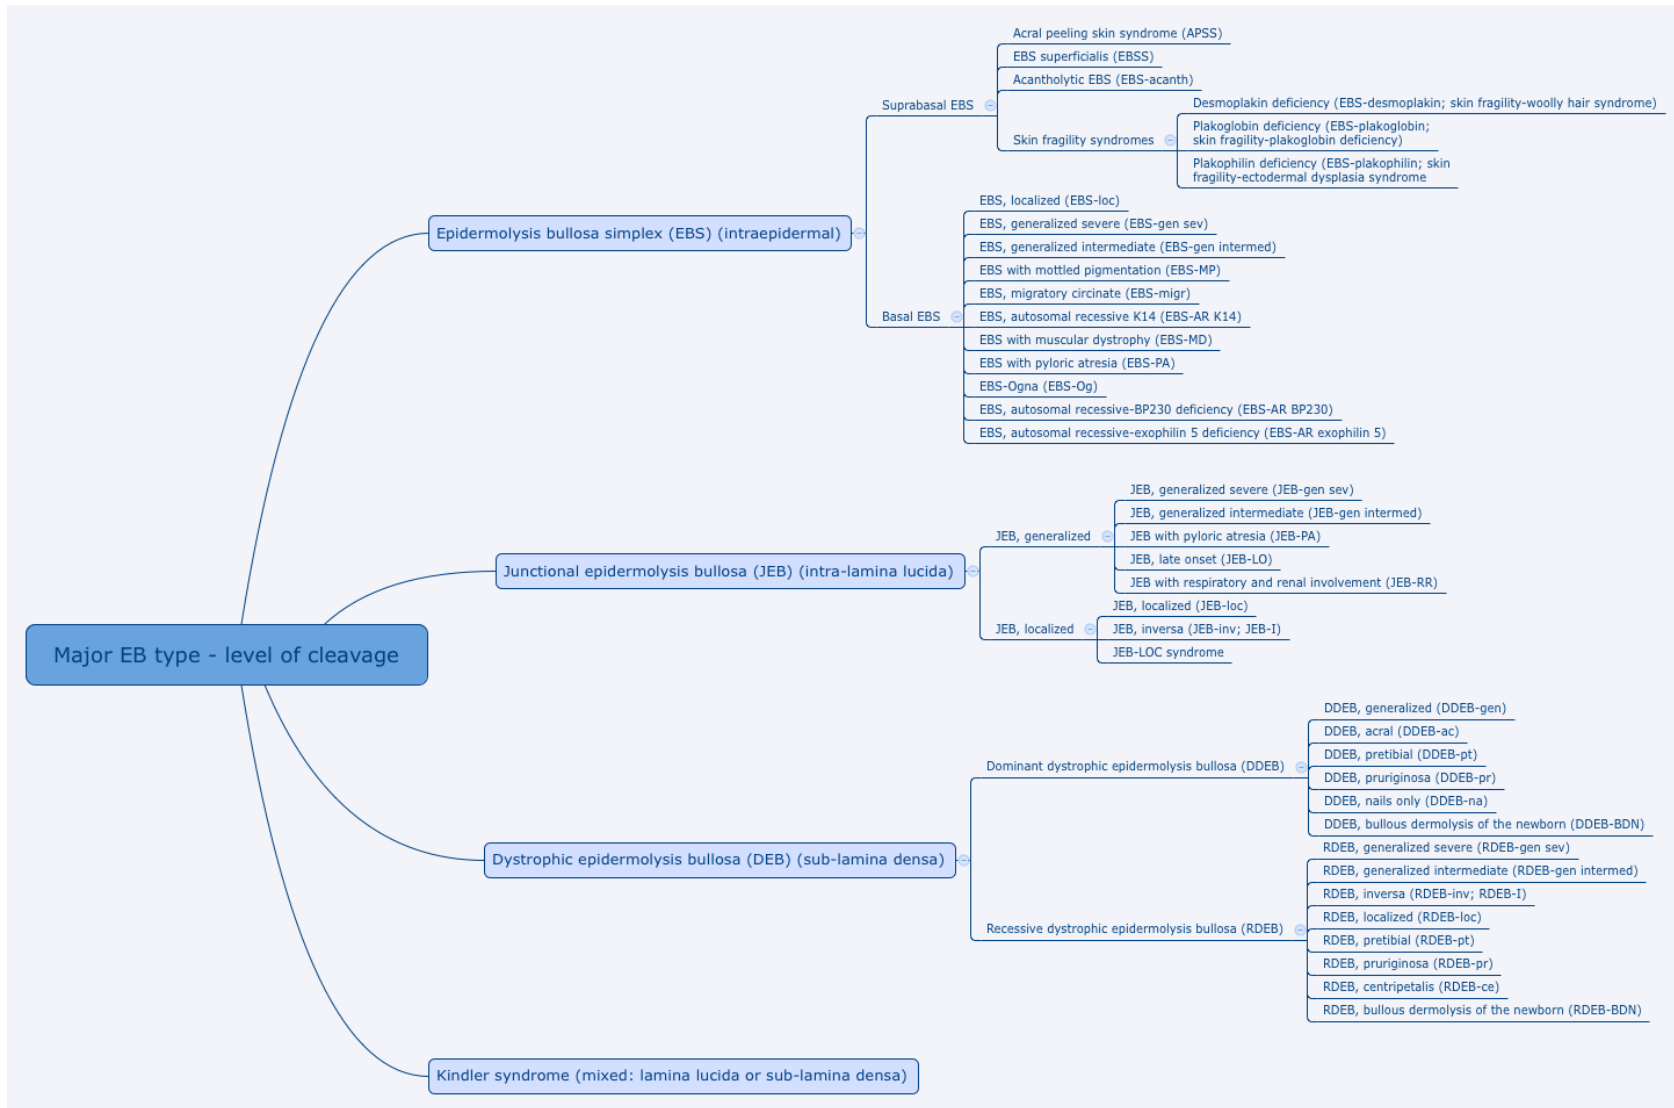 Major EB type - level of cleavage
Epidermolysis bullosa simplex (EBS) (intraepidermal)
Suprabasal EBS
Acral peeling skin syndrome (APSS)
EBS superficialis (EBSS)
Acantholytic EBS (EBS-acanth)
Skin fragility syndromes
Desmoplakin deficiency (EBS-desmoplakin; skin fragility-woolly hair syndrome)
Plakoglobin deficiency (EBS-plakoglobin;
skin fragility-plakoglobin deficiency)
Plakophilin deficiency (EBS-plakophilin; skin
fragility-ectodermal dysplasia syndrome
Basal EBS
EBS, localized (EBS-loc)
EBS, generalized severe (EBS-gen sev)
EBS, generalized intermediate (EBS-gen intermed)
EBS with mottled pigmentation (EBS-MP)
EBS, migratory circinate (EBS-migr)
EBS, autosomal recessive K14 (EBS-AR K14)
EBS with muscular dystrophy (EBS-MD)
EBS with pyloric atresia (EBS-PA)
EBS-Ogna (EBS-Og)
EBS, autosomal recessive-BP230 deficiency (EBS-AR BP230)
EBS, autosomal recessive-exophilin 5 deficiency (EBS-AR exophilin 5)
Junctional epidermolysis bullosa (JEB) (intra-lamina lucida)
JEB, generalized
JEB, generalized severe (JEB-gen sev)
JEB, generalized intermediate (JEB-gen intermed)
JEB with pyloric atresia (JEB-PA)
JEB, late onset (JEB-LO)
JEB with respiratory and renal involvement (JEB-RR)
JEB, localized
JEB, localized (JEB-loc)
JEB, inversa (JEB-inv; JEB-I)
JEB-LOC syndrome
Dystrophic epidermolysis bullosa (DEB) (sub-lamina densa)
Dominant dystrophic epidermolysis bullosa (DDEB)
DDEB, generalized (DDEB-gen)
DDEB, acral (DDEB-ac)
DDEB, pretibial (DDEB-pt)
DDEB, pruriginosa (DDEB-pr)
DDEB, nails only (DDEB-na)
DDEB, bullous dermolysis of the newborn (DDEB-BDN)
Recessive dystrophic epidermolysis bullosa (RDEB)
RDEB, generalized severe (RDEB-gen sev)
RDEB, generalized intermediate (RDEB-gen intermed)
RDEB, inversa (RDEB-inv; RDEB-I)
RDEB, localized (RDEB-loc)
RDEB, pretibial (RDEB-pt)
RDEB, pruriginosa (RDEB-pr)
RDEB, centripetalis (RDEB-ce)
RDEB, bullous dermolysis of the newborn (RDEB-BDN)
Kindler syndrome (mixed: lamina lucida or sub-lamina densa)